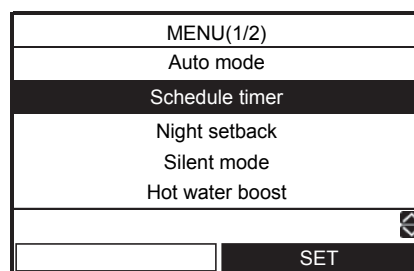 MENU(1/2)
Auto mode
Schedule timer
Night setback
Silent mode
Hot water boost
SET